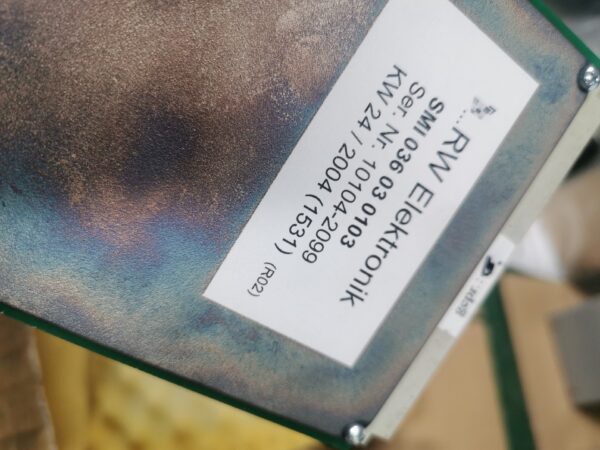 ... RW Elektronik
SMI 036 03 0103
Ser. Nr. 10104-2099
KW 24 / 2004 (1531) (R02)